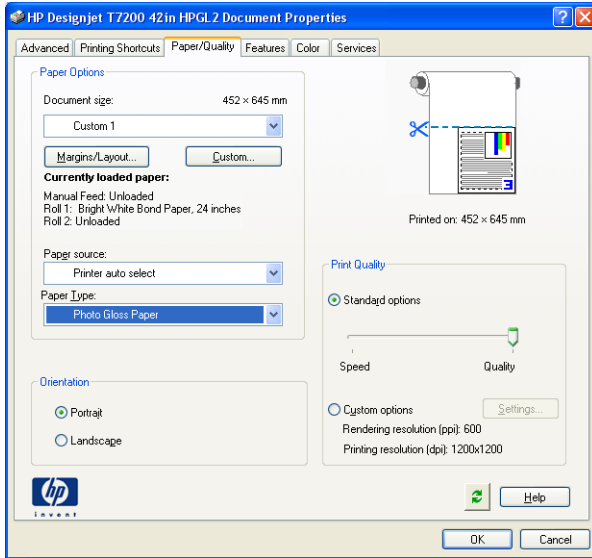 HP Designjet T7200 42in HPGL2 Document Properties
Advanced Printing Shortcuts Paper/Quality Features Color Services
Paper Options
Document size: 452 × 645 mm
Custom 1
Margins/Layout... Custom...
Currently loaded paper:
Manual Feed: Unloaded
Roll 1: Bright White Bond Paper, 24 inches
Roll 2: Unloaded
Paper source:
Printer auto select
Paper Type:
Photo Gloss Paper
Orientation
Portrait
Landscape
3
Printed on: 452 × 645 mm
Print Quality
Standard options
Speed Quality
Custom options Settings...
Rendering resolution (ppi): 600
Printing resolution (dpi): 1200x1200
hp
invent
Help
OK Cancel